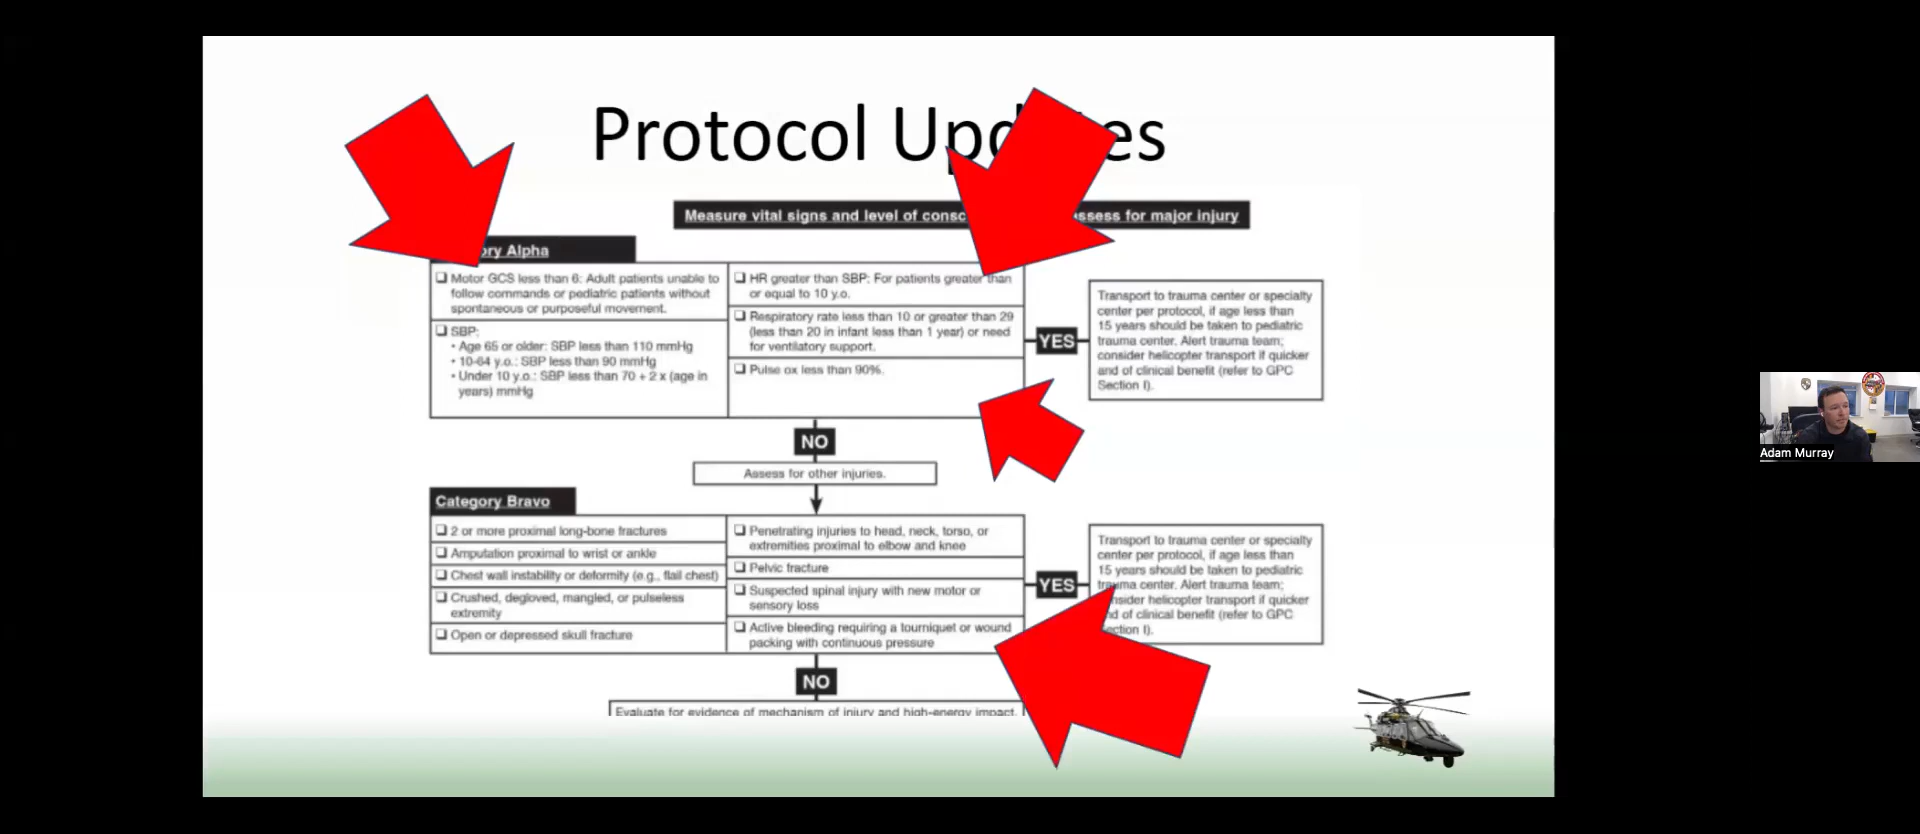 Protocol Up es
Measure vital signs and level of assess for major injury
Alpha
❏ Motor GCS less than 6: Adult patients unable to
follow commands or pediatric patients without
spontaneous or purposeful movement.
❏ SBP:
• Age 65 or older: SBP less than 110 mmHg
• 10-64 y.o.: SBP less than 90 mmHg
• Under 10 y.o.: SBP less than 70 + 2 x (age in
years) mmHg
❏ HR greater than SBP: For patients greater than
or equal to 10 y.o.
❏ Respiratory rate less than 10 or greater than 29
(less than 20 in infant less than 1 year) or need
for ventilatory support.
❏ Pulse ox less than 90%.
YES
Transport to trauma center or specialty
center per protocol, if age less than
15 years should be taken to pediatric
trauma center. Alert trauma team;
consider helicopter transport if quicker
and of clinical benefit (refer to GPC
Section I).
NO
Assess for other injuries.
Category Bravo
❏ 2 or more proximal long-bone fractures
❏ Amputation proximal to wrist or ankle
❏ Chest wall instability or deformity (e.g., flail chest)
❏ Crushed, degloved, mangled, or pulseless
extremity
❏ Open or depressed skull fracture
❏ Penetrating injuries to head, neck, torso, or
extremities proximal to elbow and knee
❏ Pelvic fracture
❏ Suspected spinal injury with new motor or
sensory loss
❏ Active bleeding requiring a tourniquet or wound
packing with continuous pressure
YES
Transport to trauma center or specialty
center per protocol, if age less than
15 years should be taken to pediatric
trauma center. Alert trauma team;
consider helicopter transport if quicker
and of clinical benefit (refer to GPC
Section I).
NO
Evaluate for evidence of mechanism of injury and high-energy impact.
Adam Murray